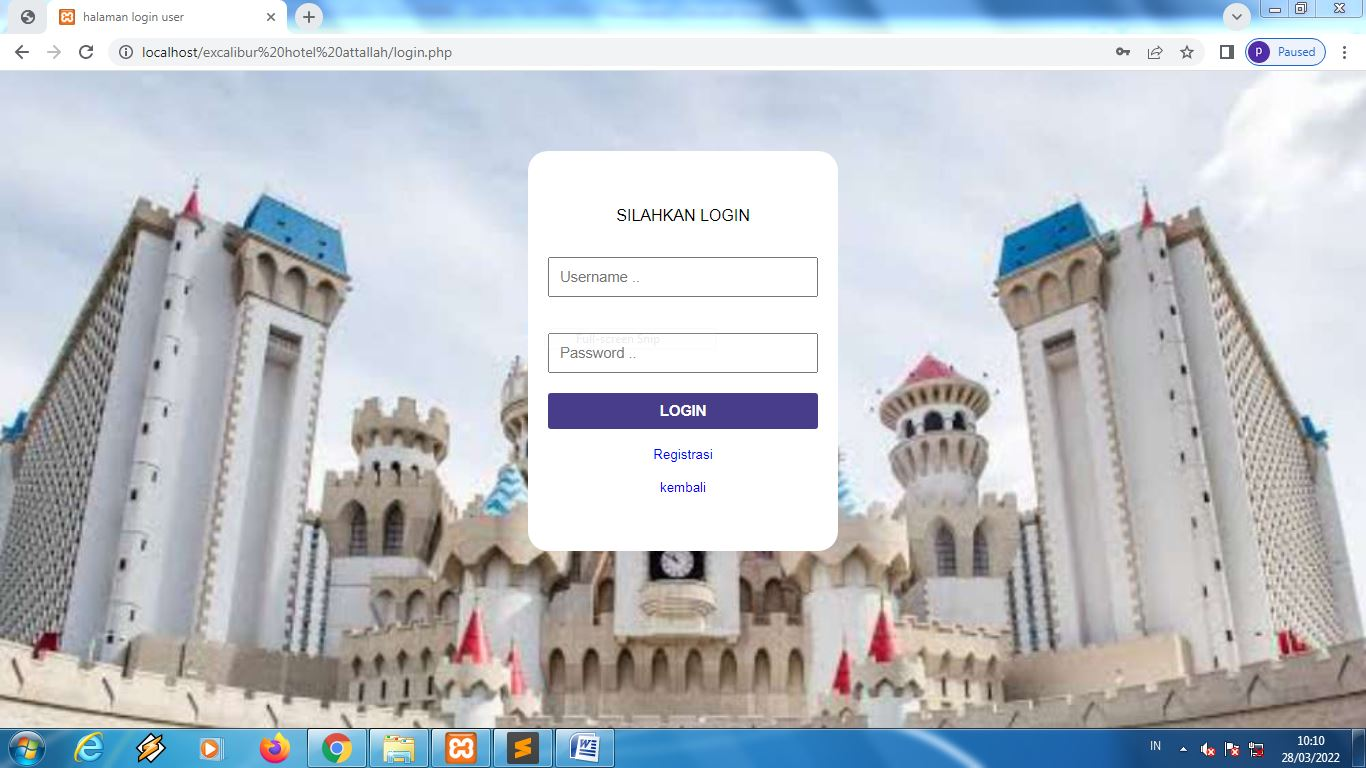 halaman login user
localhost/excalibur%20hotel%20attallah/login.php
P Paused
SILAHKAN LOGIN
Username ..
Full-screen Snip
Password ..
LOGIN
Registrasi
kembali
IN
10:10
28/03/2022